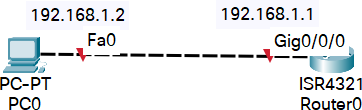 192.168.1.2
192.168.1.1
Fa0
Gig0/0/0
PC-PT
PC0
ISR4321
Router0